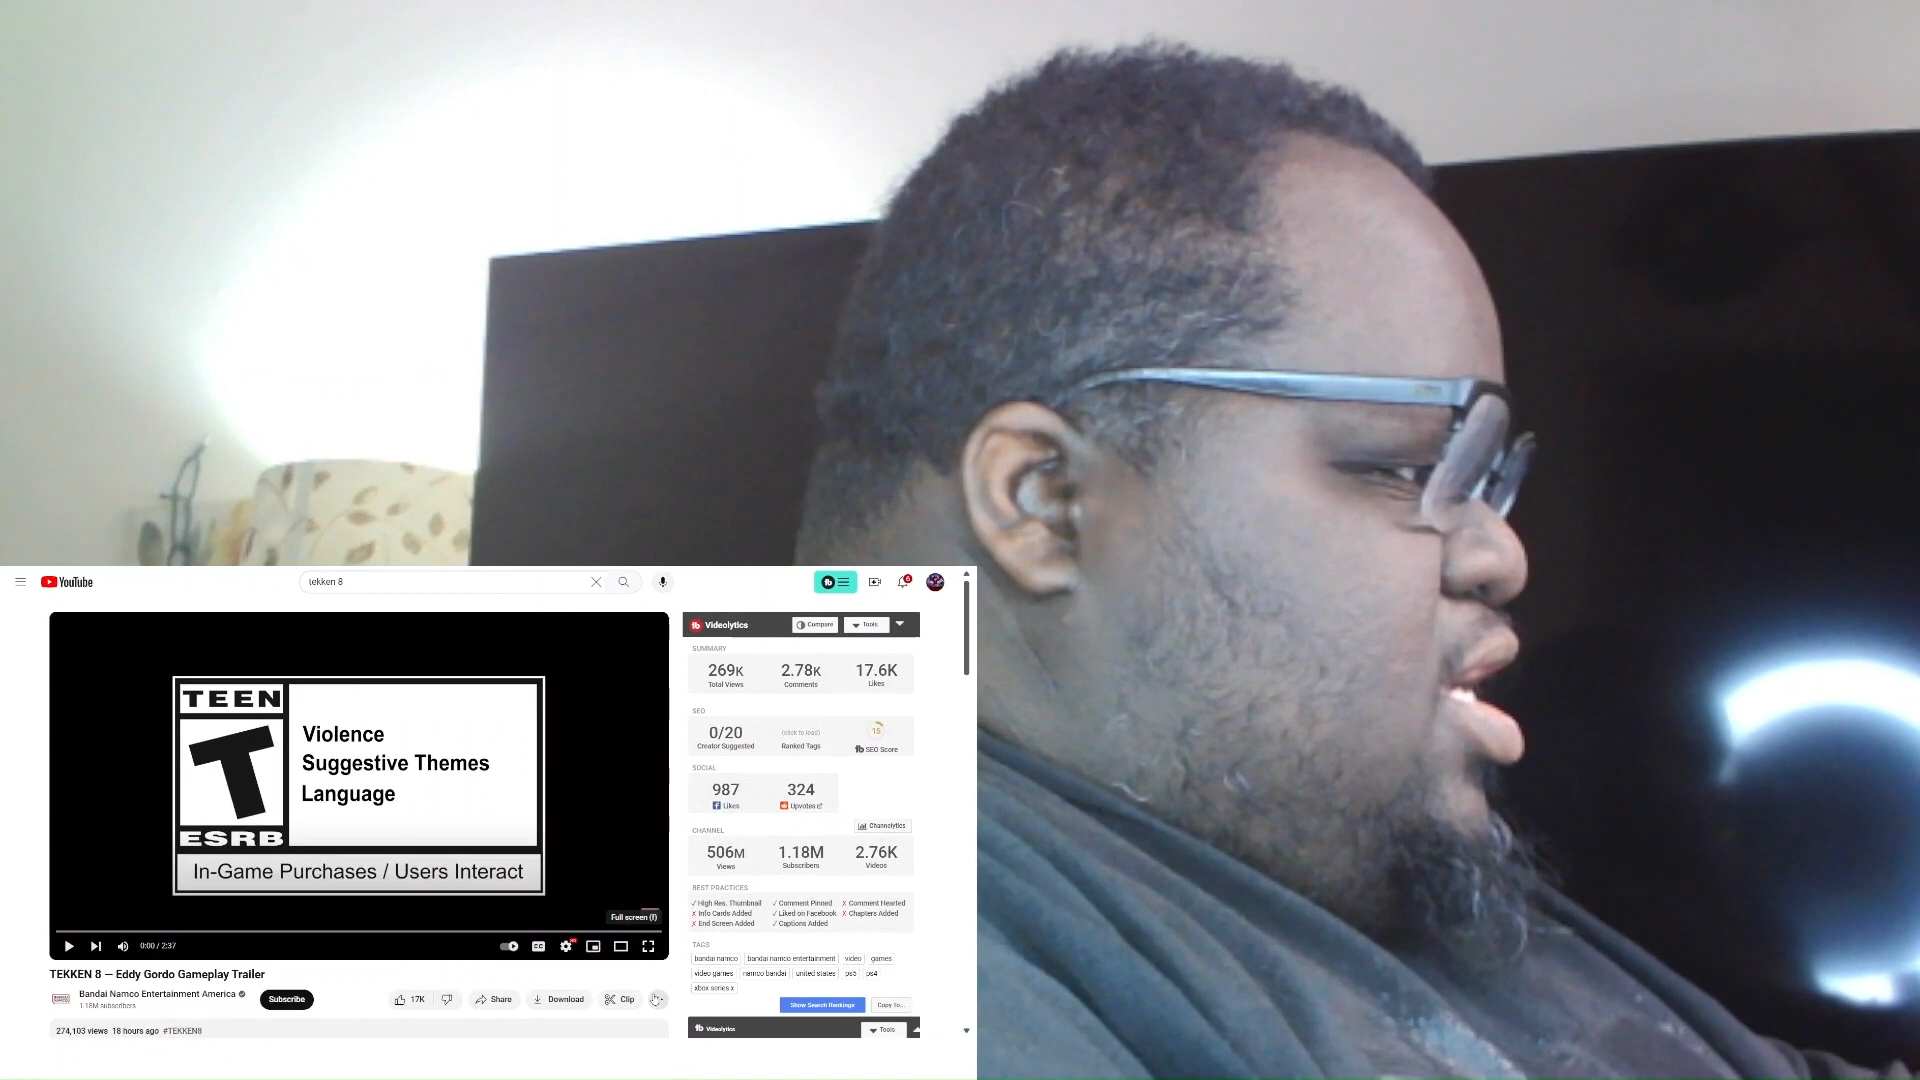 YouTube
tekken 8
6
TEEN
T
ESRB
Violence
Suggestive Themes
Language
In-Game Purchases / Users Interact
Full screen (f)
0:00 / 2:37
TEKKEN 8 — Eddy Gordo Gameplay Trailer
Bandai Namco Entertainment America
1.18M subscribers
Subscribe
17K
Share
Download
Clip
274,103 views 18 hours ago #TEKKEN8
Videolytics
Compare
Tools
SUMMARY
269K 2.78K 17.6K
Total Views Comments Likes
SEO
0/20 (click to load) 15
Creator Suggested Ranked Tags SEO Score
SOCIAL
987 324
Likes Upvotes
CHANNEL
Channelytics
506M 1.18M 2.76K
Views Subscribers Videos
BEST PRACTICES
✓ High Res. Thumbnail ✓ Comment Pinned ✗ Comment Hearted
✗ Info Cards Added ✓ Liked on Facebook ✗ Chapters Added
✗ End Screen Added ✓ Captions Added
TAGS
bandai namco bandai namco entertainment video games
video games namco bandai united states ps5 ps4
xbox series x
Show Search Rankings
Copy To...
Videolytics
Tools